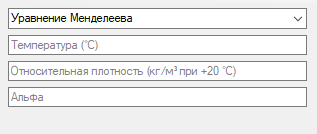 Уравнение Менделеева
Температура (°C)
Относительная плотность (кг/м³ при +20 °C)
Альфа